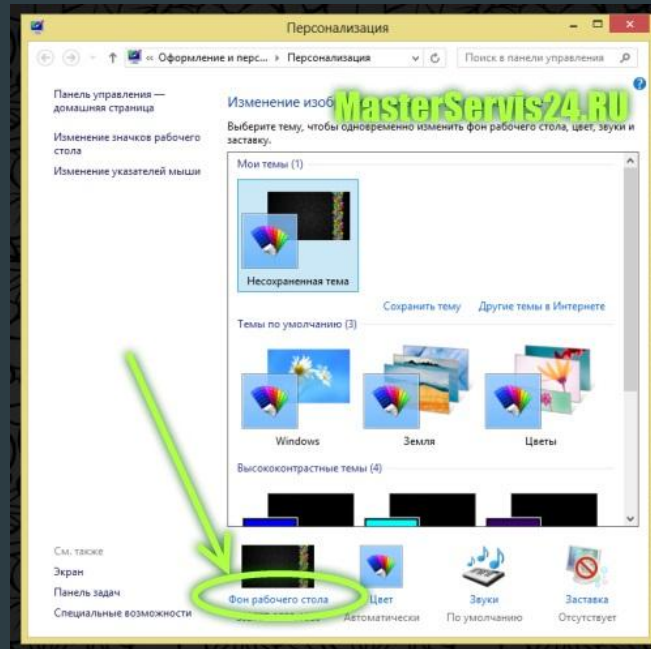 Персонализация
« Оформление и перс... Персонализация
Поиск в панели управления
Панель управления —
домашняя страница
Изменение значков рабочего
стола
Изменение указателей мыши
Изменение
MasterServis24.RU
Выберите тему, чтобы одновременно изменить фон рабочего стола, цвет, звуки и
заставку.
Мои темы (1)
Несохраненная тема
Сохранить тему Другие темы в Интернете
Темы по умолчанию (3)
Windows Земля Цветы
Высококонтрастные темы (4)
См. также
Экран
Панель задач
Специальные возможности
Фон рабочего стола
Цвет
Автоматически
Звуки
По умолчанию
Заставка
Отсутствует